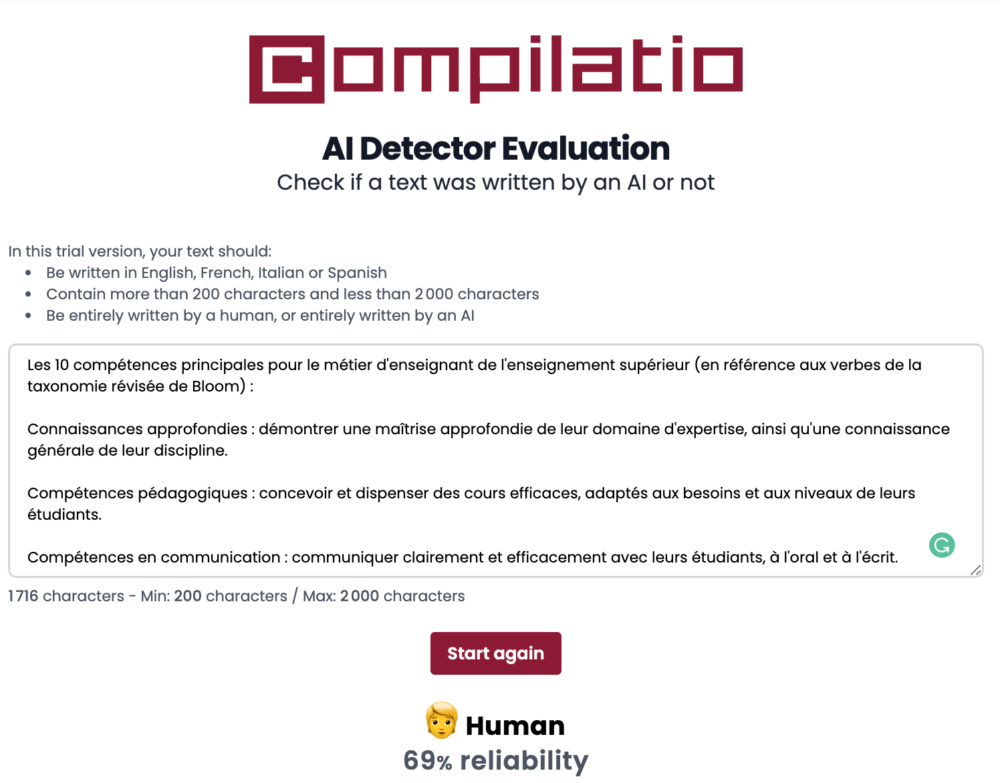 Compilatio
AI Detector Evaluation
Check if a text was written by an AI or not
In this trial version, your text should:
• Be written in English, French, Italian or Spanish
• Contain more than 200 characters and less than 2 000 characters
• Be entirely written by a human, or entirely written by an AI
Les 10 compétences principales pour le métier d'enseignant de l'enseignement supérieur (en référence aux verbes de la
taxonomie révisée de Bloom) :
Connaissances approfondies : démontrer une maîtrise approfondie de leur domaine d'expertise, ainsi qu'une connaissance
générale de leur discipline.
Compétences pédagogiques : concevoir et dispenser des cours efficaces, adaptés aux besoins et aux niveaux de leurs
étudiants.
Compétences en communication : communiquer clairement et efficacement avec leurs étudiants, à l'oral et à l'écrit.
1 716 characters - Min: 200 characters / Max: 2 000 characters
Start again
Human
69% reliability